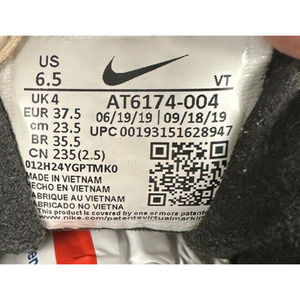 US
6.5
VT
UK 4
EUR 37.5
cm 23.5
BR 35.5
CN 235(2.5)
AT6174-004
06/19/19 09/18/19
UPC 00193151628947
012H24YGPTMK0
MADE IN VIETNAM
HECHO EN VIETNAM
FABRIQUE AU VIETNAM
FABRICADO NO VIETNA
This product is covered by one or more patents.